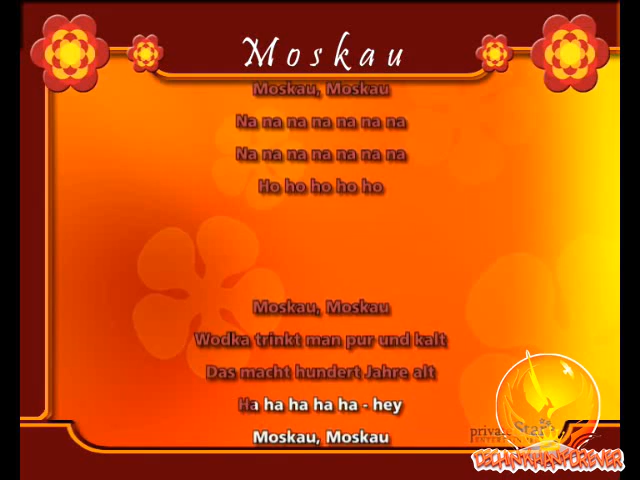 Moskau
Moskau, Moskau
Na na na na na na na
Na na na na na na na
Ho ho ho ho ho
Moskau, Moskau
Wodka trinkt man pur und kalt
Das macht hundert Jahre alt
Ha ha ha ha ha - hey
Moskau, Moskau
private Star